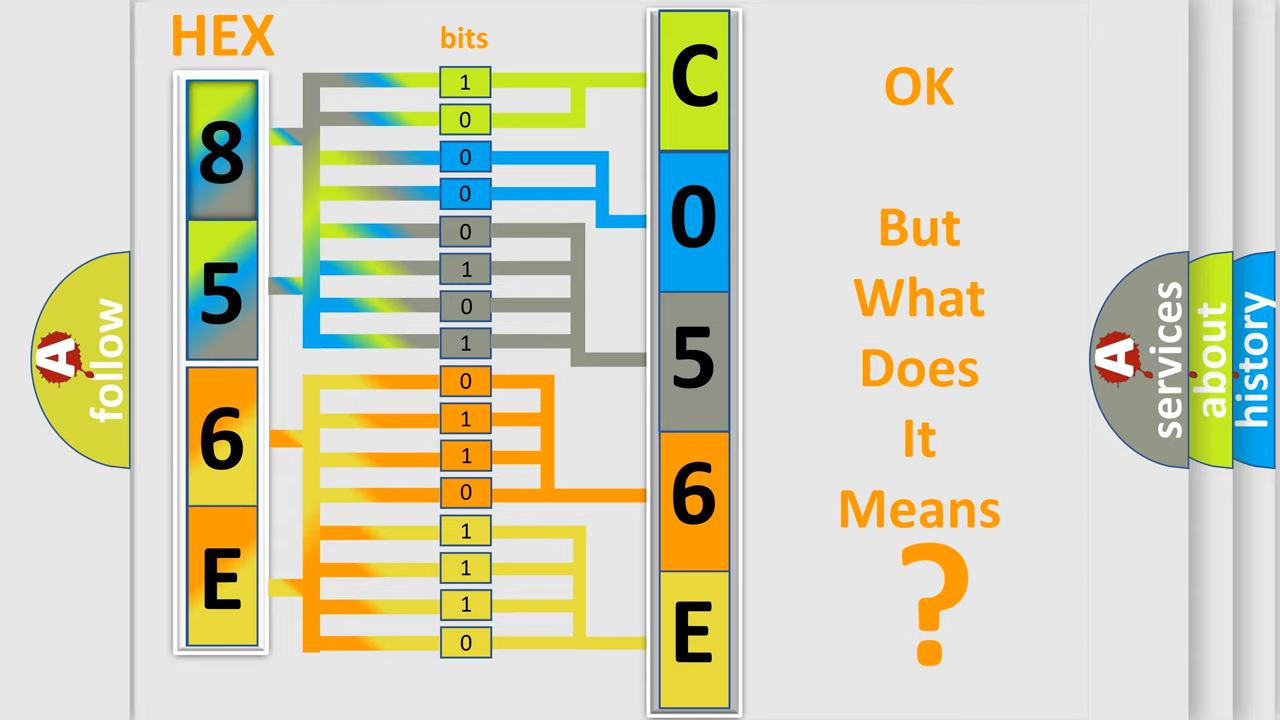 HEX
bits
8
5
6
E
1
0
0
0
0
1
0
1
0
1
1
0
1
1
1
0
C
0
5
6
E
OK
But
What
Does
It
Means
?
A
follow
A
services
about
history